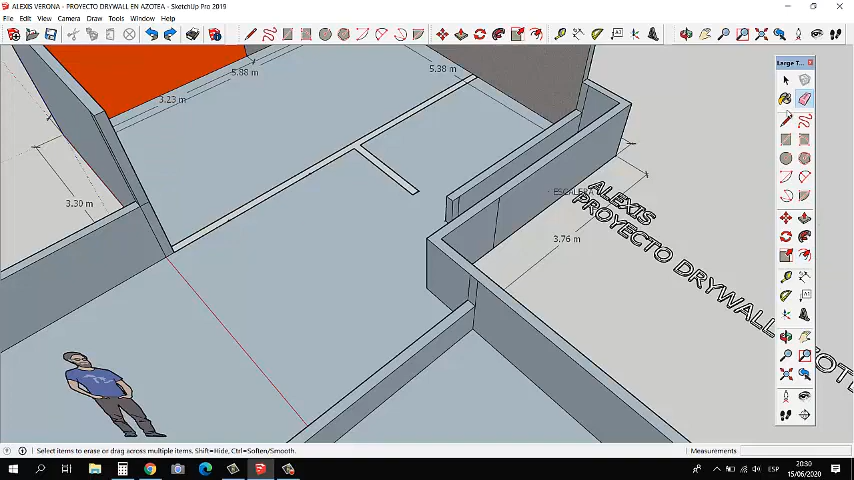 ALEXIS VERONA - PROYECTO DRYWALL EN AZOTEA - SketchUp Pro 2019
File Edit View Camera Draw Tools Window Help
Large T...
5.88 m
5.38 m
3.23 m
3.30 m
ESCALERA
ALEXIS
PROYECTO DRYWALL
3.76 m
Select items to erase or drag across multiple items. Shift=Hide, Ctrl=Soften/Smooth.
Measurements
ESP
20:30
15/06/2020